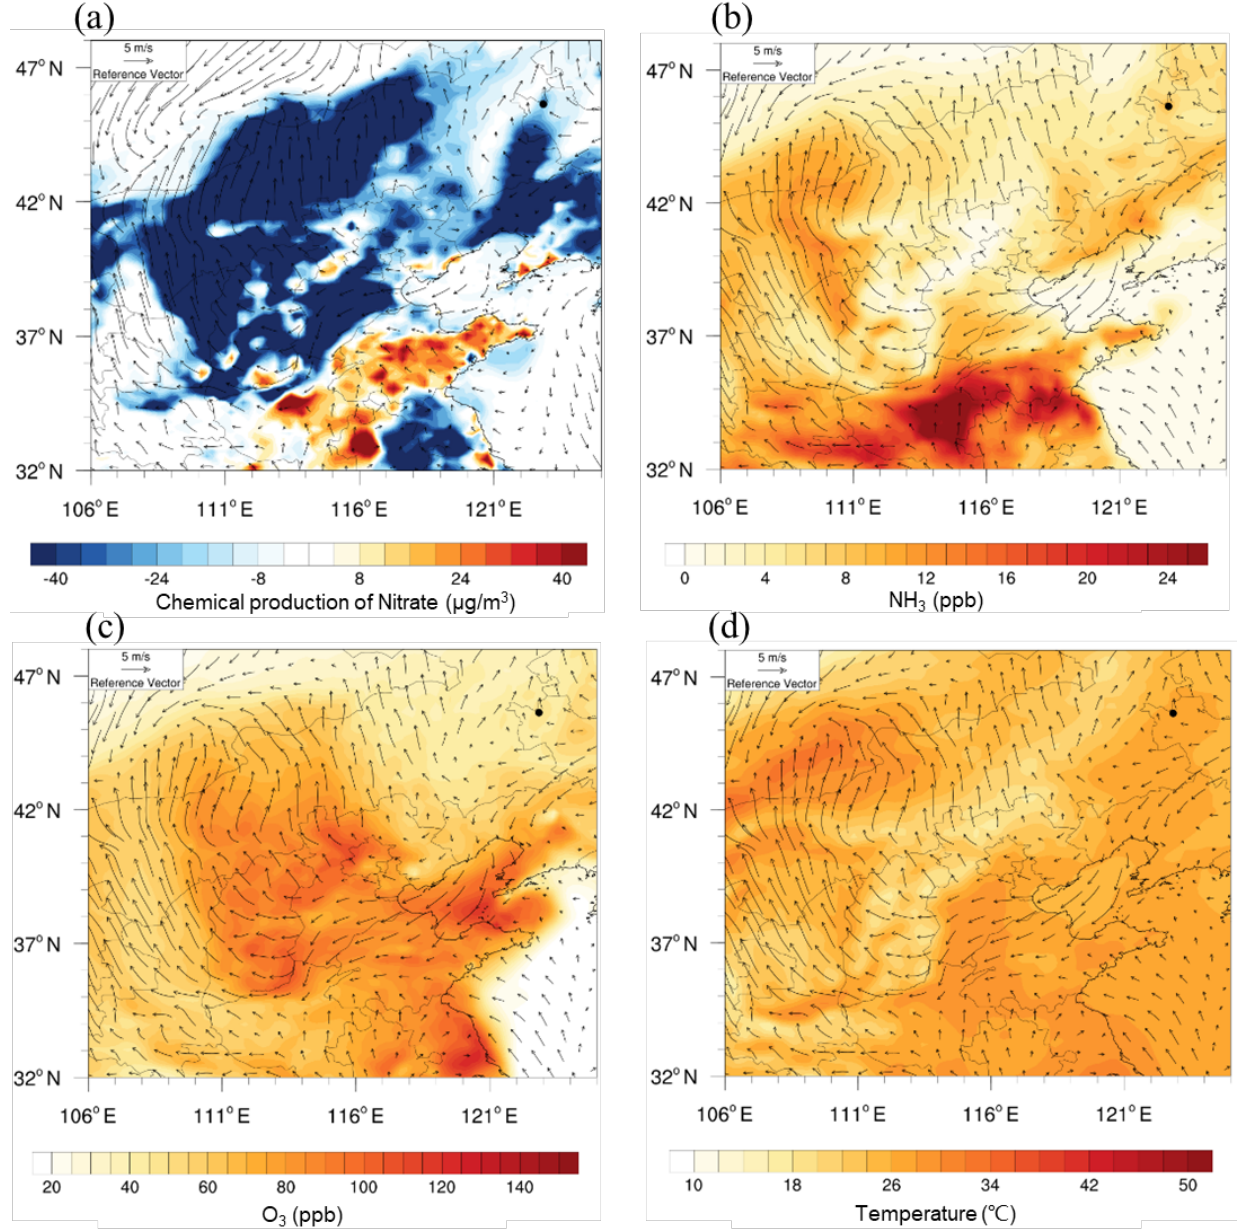 (a)
5 m/s
Reference Vector
47° N
42° N
37° N
32° N
106° E 111° E 116° E 121° E
-40 -24 -8 8 24 40
Chemical production of Nitrate (µg/m³)
(b)
5 m/s
Reference Vector
47° N
42° N
37° N
32° N
106° E 111° E 116° E 121° E
0 4 8 12 16 20 24
NH₃ (ppb)
(c)
5 m/s
Reference Vector
47° N
42° N
37° N
32° N
106° E 111° E 116° E 121° E
20 40 60 80 100 120 140
O₃ (ppb)
(d)
5 m/s
Reference Vector
47° N
42° N
37° N
32° N
106° E 111° E 116° E 121° E
10 18 26 34 42 50
Temperature (℃)